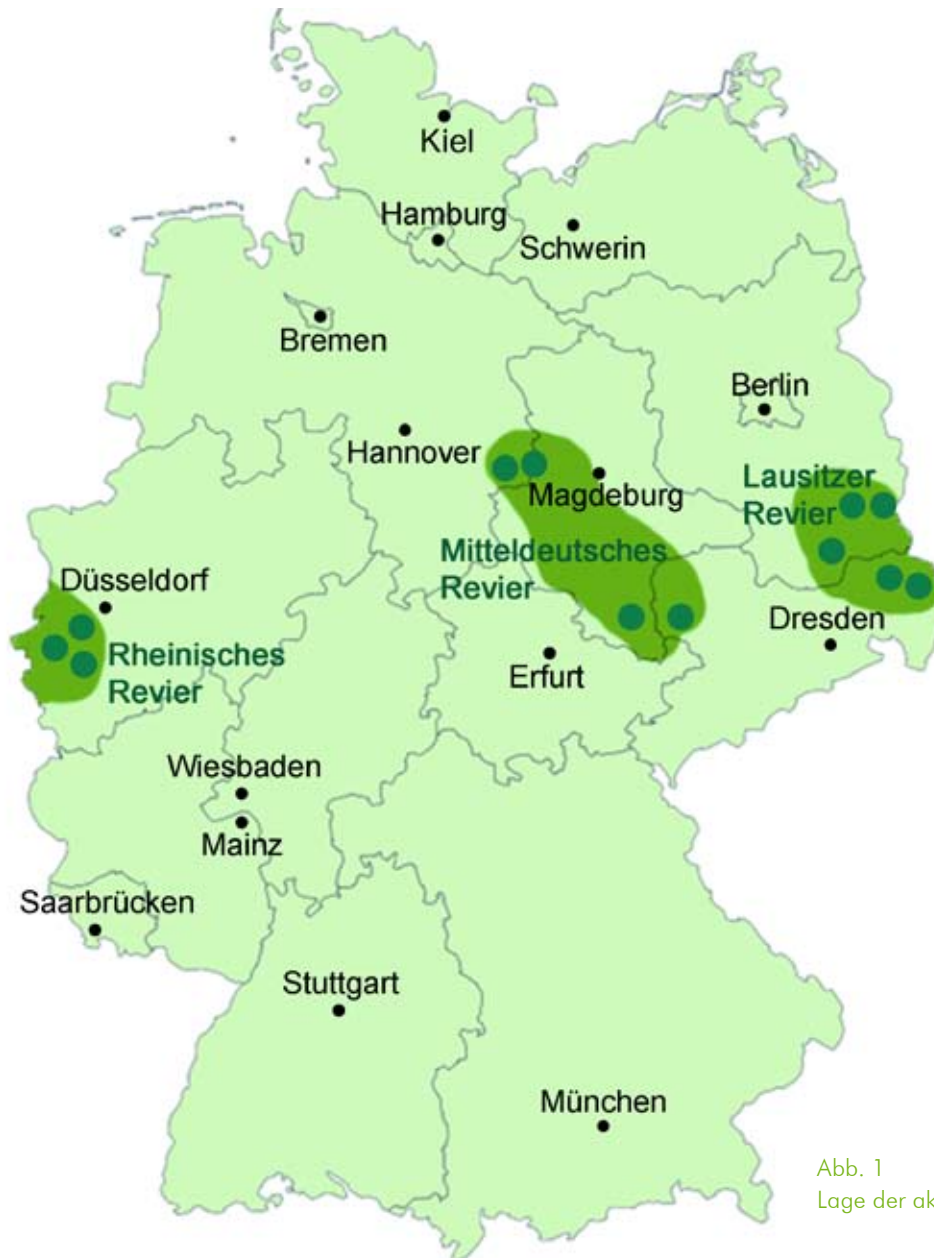 Kiel
Hamburg
Schwerin
Bremen
Berlin
Hannover
Magdeburg
Lausitzer
Revier
Mitteldeutsches
Revier
Düsseldorf
Rheinisches
Revier
Dresden
Erfurt
Wiesbaden
Mainz
Saarbrücken
Stuttgart
München
Abb. 1
Lage der ak